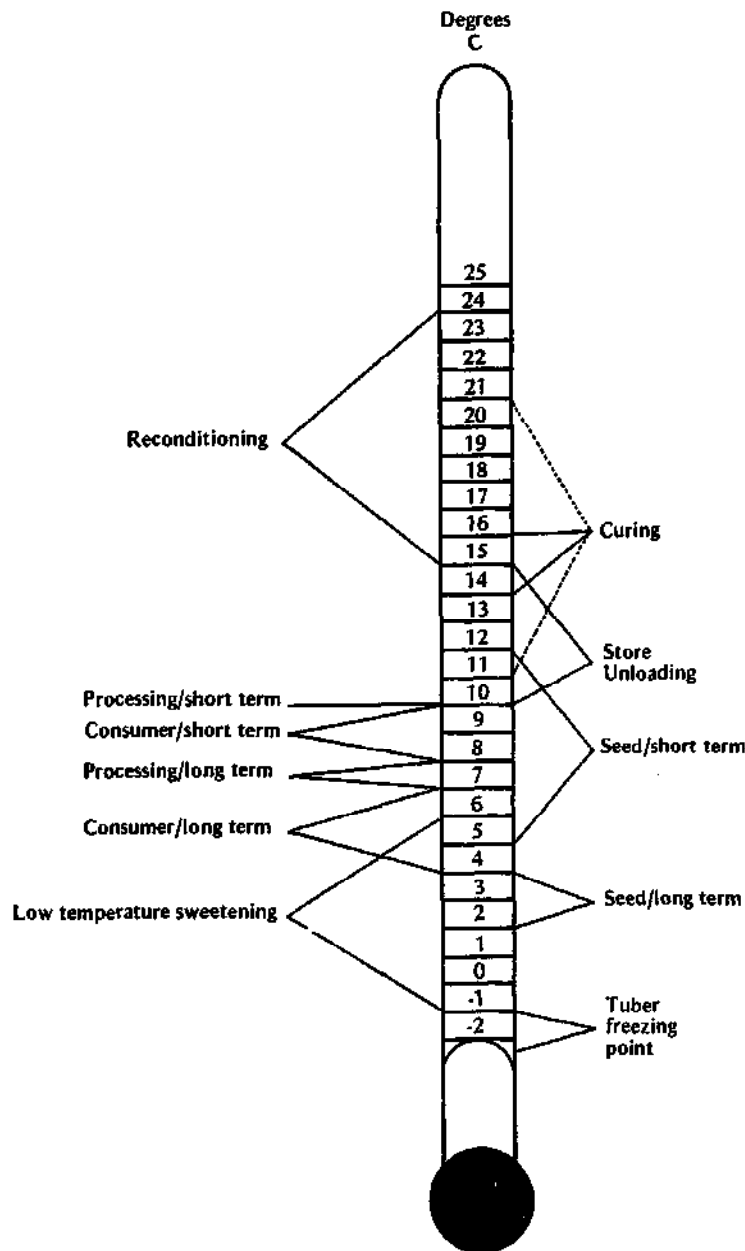 Degrees
C
25
24
23
22
21
20
Reconditioning
19
18
17
16
Curing
15
14
13
12
Store
11
Unloading
10
Processing/short term
9
Consumer/short term
8
Seed/short term
Processing/long term
7
6
Consumer/long term
5
4
3
Seed/long term
Low temperature sweetening
2
1
0
-1
Tuber
freezing
point
-2